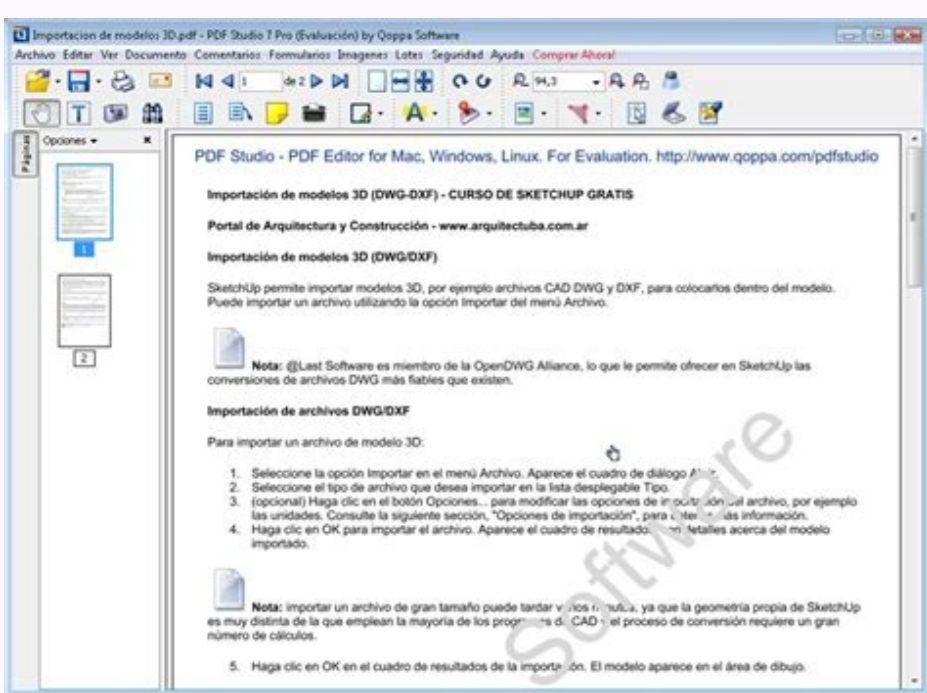 Importacion de modelos 3D.pdf - PDF Studio 7 Pro (Evaluación) by Qoppa Software
Archivo Editar Ver Documento Comentarios Formularios Imagenes Lotes Seguridad Ayuda Comprar Ahora!
1 de 2 94,3
T A
Páginas
Opciones
1
2
PDF Studio - PDF Editor for Mac, Windows, Linux. For Evaluation. http://www.qoppa.com/pdfstudio
Importación de modelos 3D (DWG-DXF) - CURSO DE SKETCHUP GRATIS
Portal de Arquitectura y Construcción - www.arquitectuba.com.ar
Importación de modelos 3D (DWG/DXF)
SketchUp permite importar modelos 3D, por ejemplo archivos CAD DWG y DXF, para colocarlos dentro del modelo.
Puede importar un archivo utilizando la opción Importar del menú Archivo.
Nota: @Last Software es miembro de la OpenDWG Alliance, lo que le permite ofrecer en SketchUp las
conversiones de archivos DWG más fiables que existen.
Importación de archivos DWG/DXF
Para importar un archivo de modelo 3D:
1. Seleccione la opción Importar en el menú Archivo. Aparece el cuadro de diálogo
2. Seleccione el tipo de archivo que desea importar en la lista desplegable Tipo.
3. (opcional) Haga clic en el botón Opciones... para modificar las opciones de importación del archivo, por ejemplo
las unidades. Consulte la siguiente sección, "Opciones de importación", para obtener más información.
4. Haga clic en OK para importar el archivo. Aparece el cuadro de resultado. detalles acerca del modelo
importado.
Nota: importar un archivo de gran tamaño puede tardar varios minutos, ya que la geometría propia de SketchUp
es muy distinta de la que emplean la mayoría de los programas de CAD y el proceso de conversión requiere un gran
número de cálculos.
5. Haga clic en OK en el cuadro de resultados de la importación. El modelo aparece en el área de dibujo.
Software